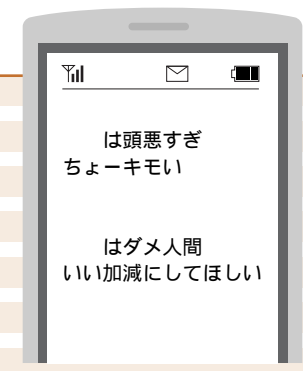 は頭悪すぎ
ちょーキモい
はダメ人間
いい加減にしてほしい